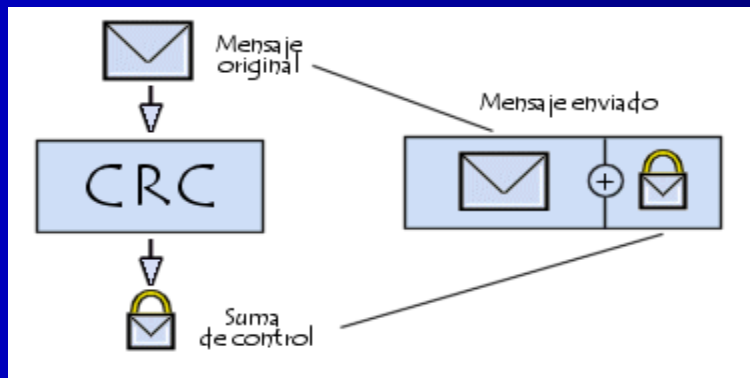 Mensaje
original
Mensaje enviado
CRC
+
Suma
de control